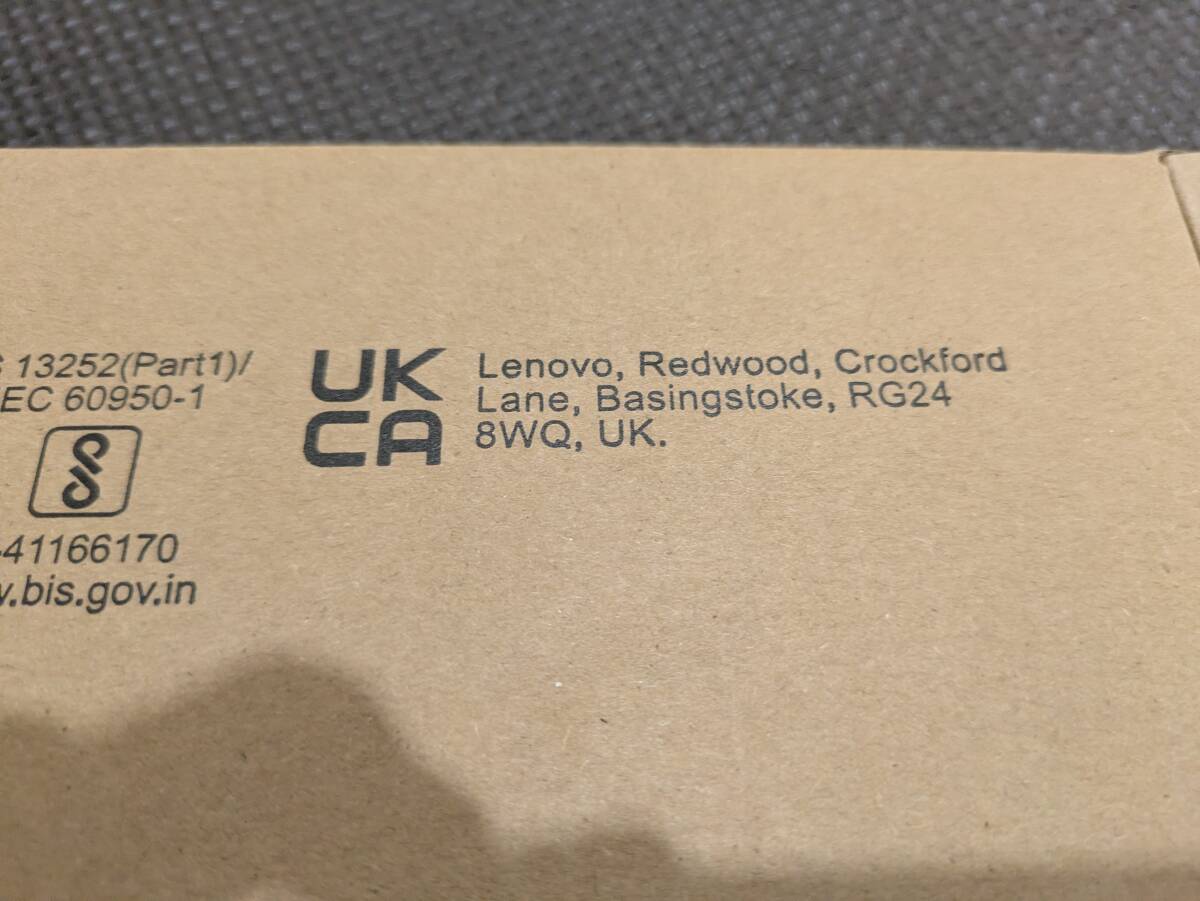 13252(Part1)/
EC 60950-1
-41166170
.bis.gov.in
UK
CA
Lenovo, Redwood, Crockford
Lane, Basingstoke, RG24
8WQ, UK.